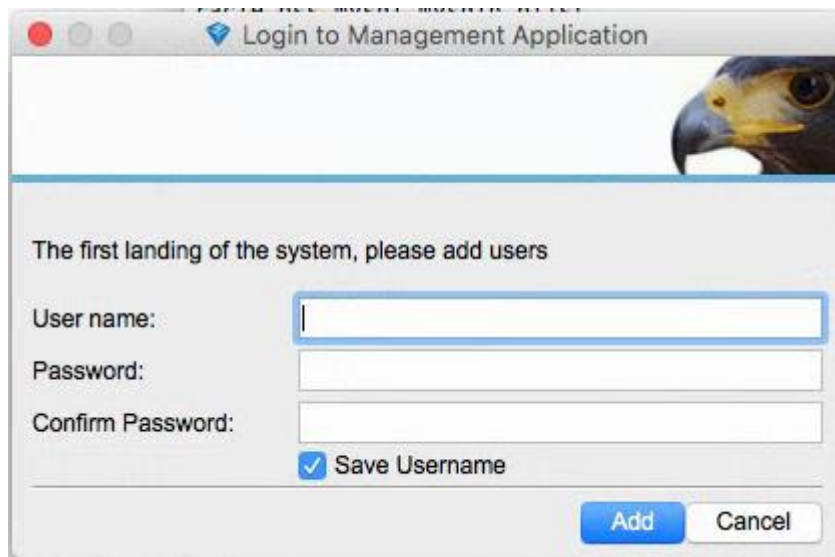 Login to Management Application
The first landing of the system, please add users
User name:
Password:
Confirm Password:
Save Username
Add Cancel